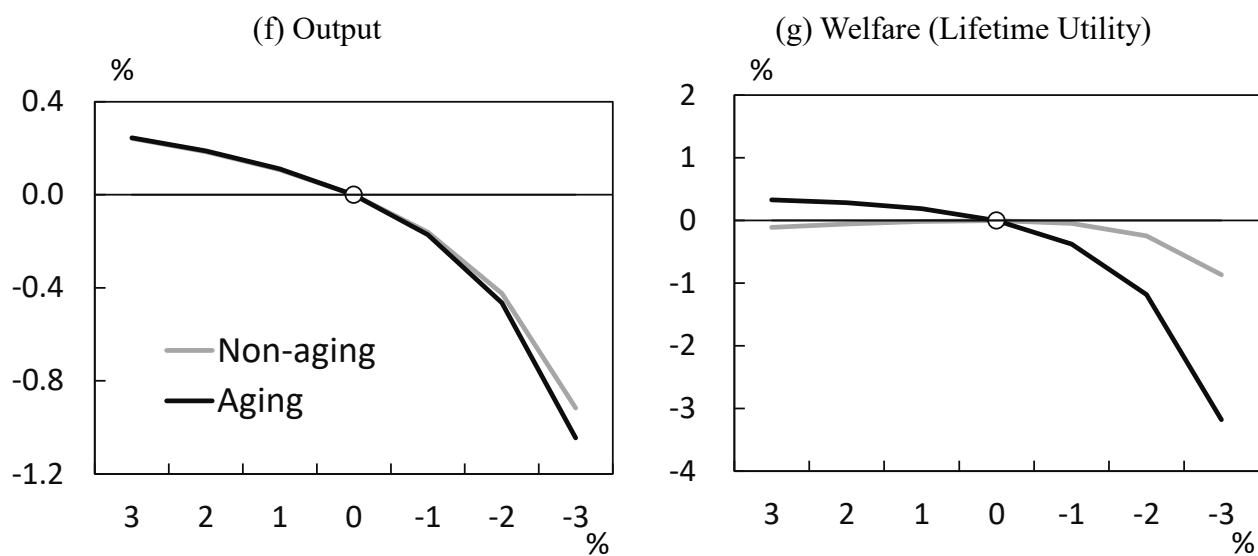 (f) Output
%
0.4
0.0
-0.4
-0.8
-1.2
Non-aging
Aging
3 2 1 0 -1 -2 -3
%
(g) Welfare (Lifetime Utility)
%
2
1
0
-1
-2
-3
-4
3 2 1 0 -1 -2 -3
%